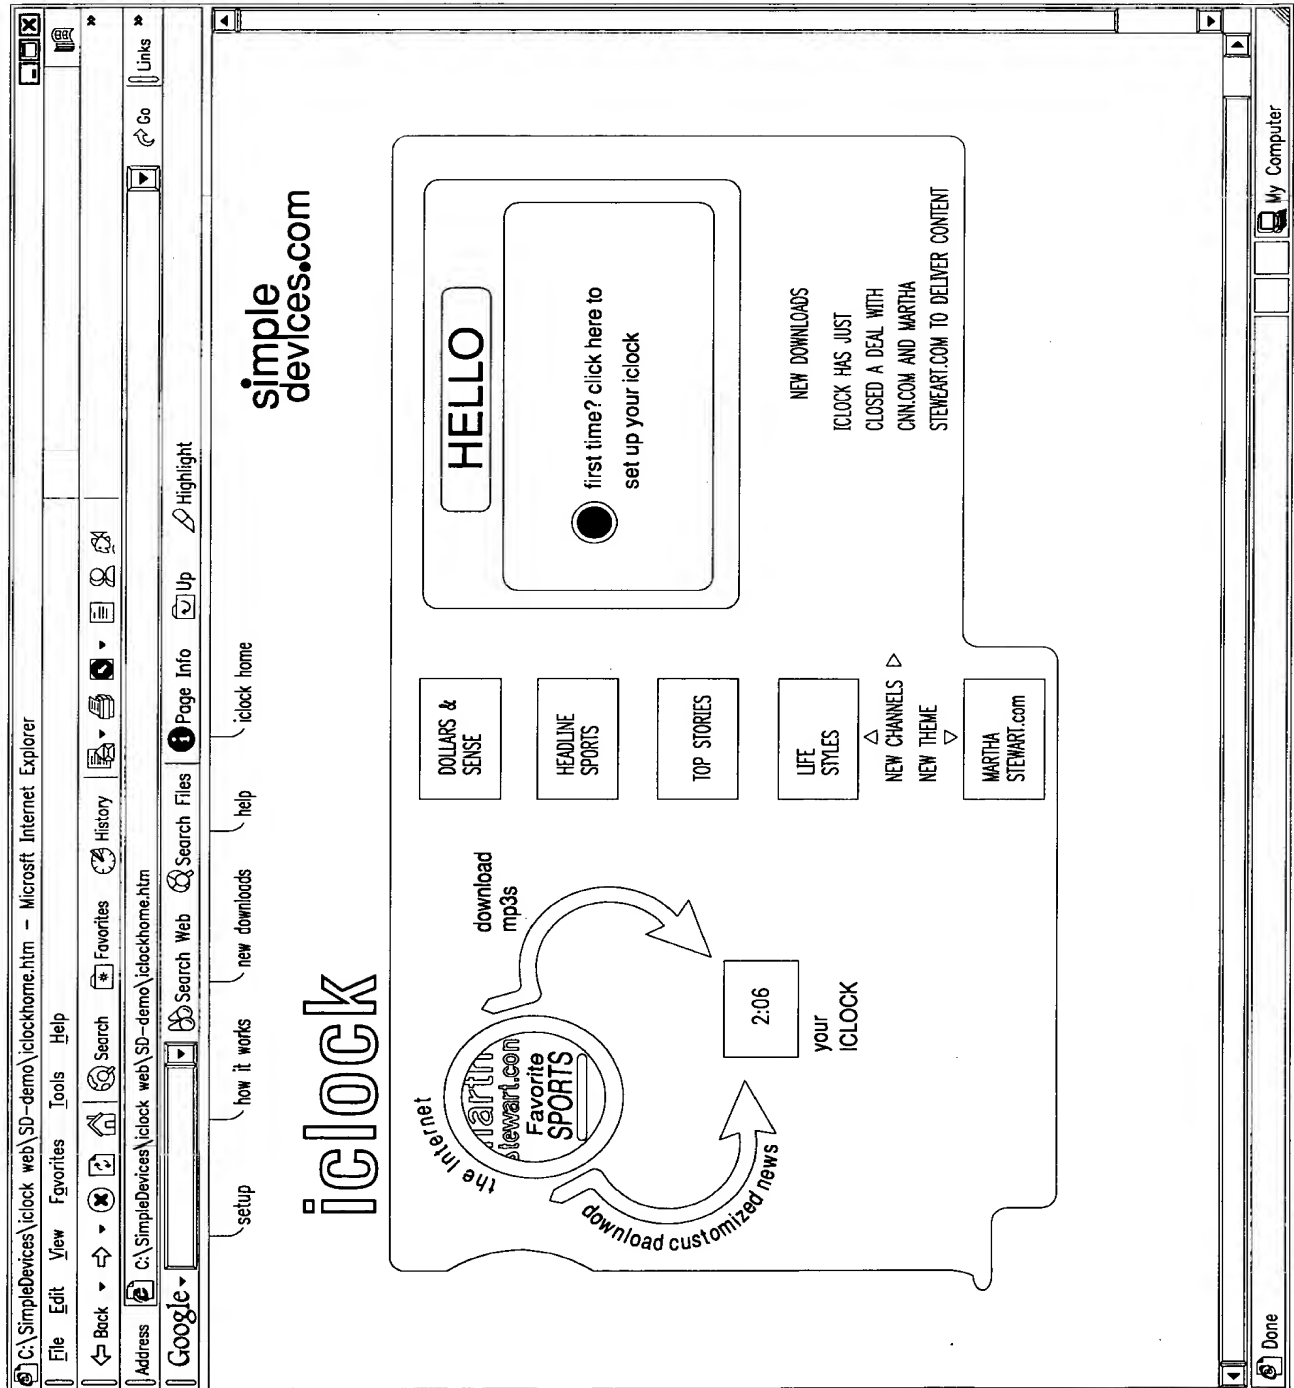 C:\SimpleDevices\iclock web\SD-demo\iclockhome.htm - Microsft Internet Explorer
File Edit View Favorites Tools Help
Back Search Favorites History
Address C:\SimpleDevices\iclock web\SD-demo\iclockhome.htm Go Links »
Google Search Web Search Files Page Info Up Highlight
setup how it works new downloads help iclock home
simple
devices.com
iclock
the Internet
Stewart.con
Favorite
SPORTS
download
mp3s
download customized news
2:06
your
ICLOCK
DOLLARS &
SENSE
HEADLINE
SPORTS
TOP STORIES
LIFE
STYLES
NEW CHANNELS
NEW THEME
MARTHA
STEWART.com
HELLO
first time? click here to
set up your iclock
NEW DOWNLOADS
ICLOCK HAS JUST
CLOSED A DEAL WITH
CNN.COM AND MARTHA
STEWEART.COM TO DELIVER CONTENT
Done My Computer